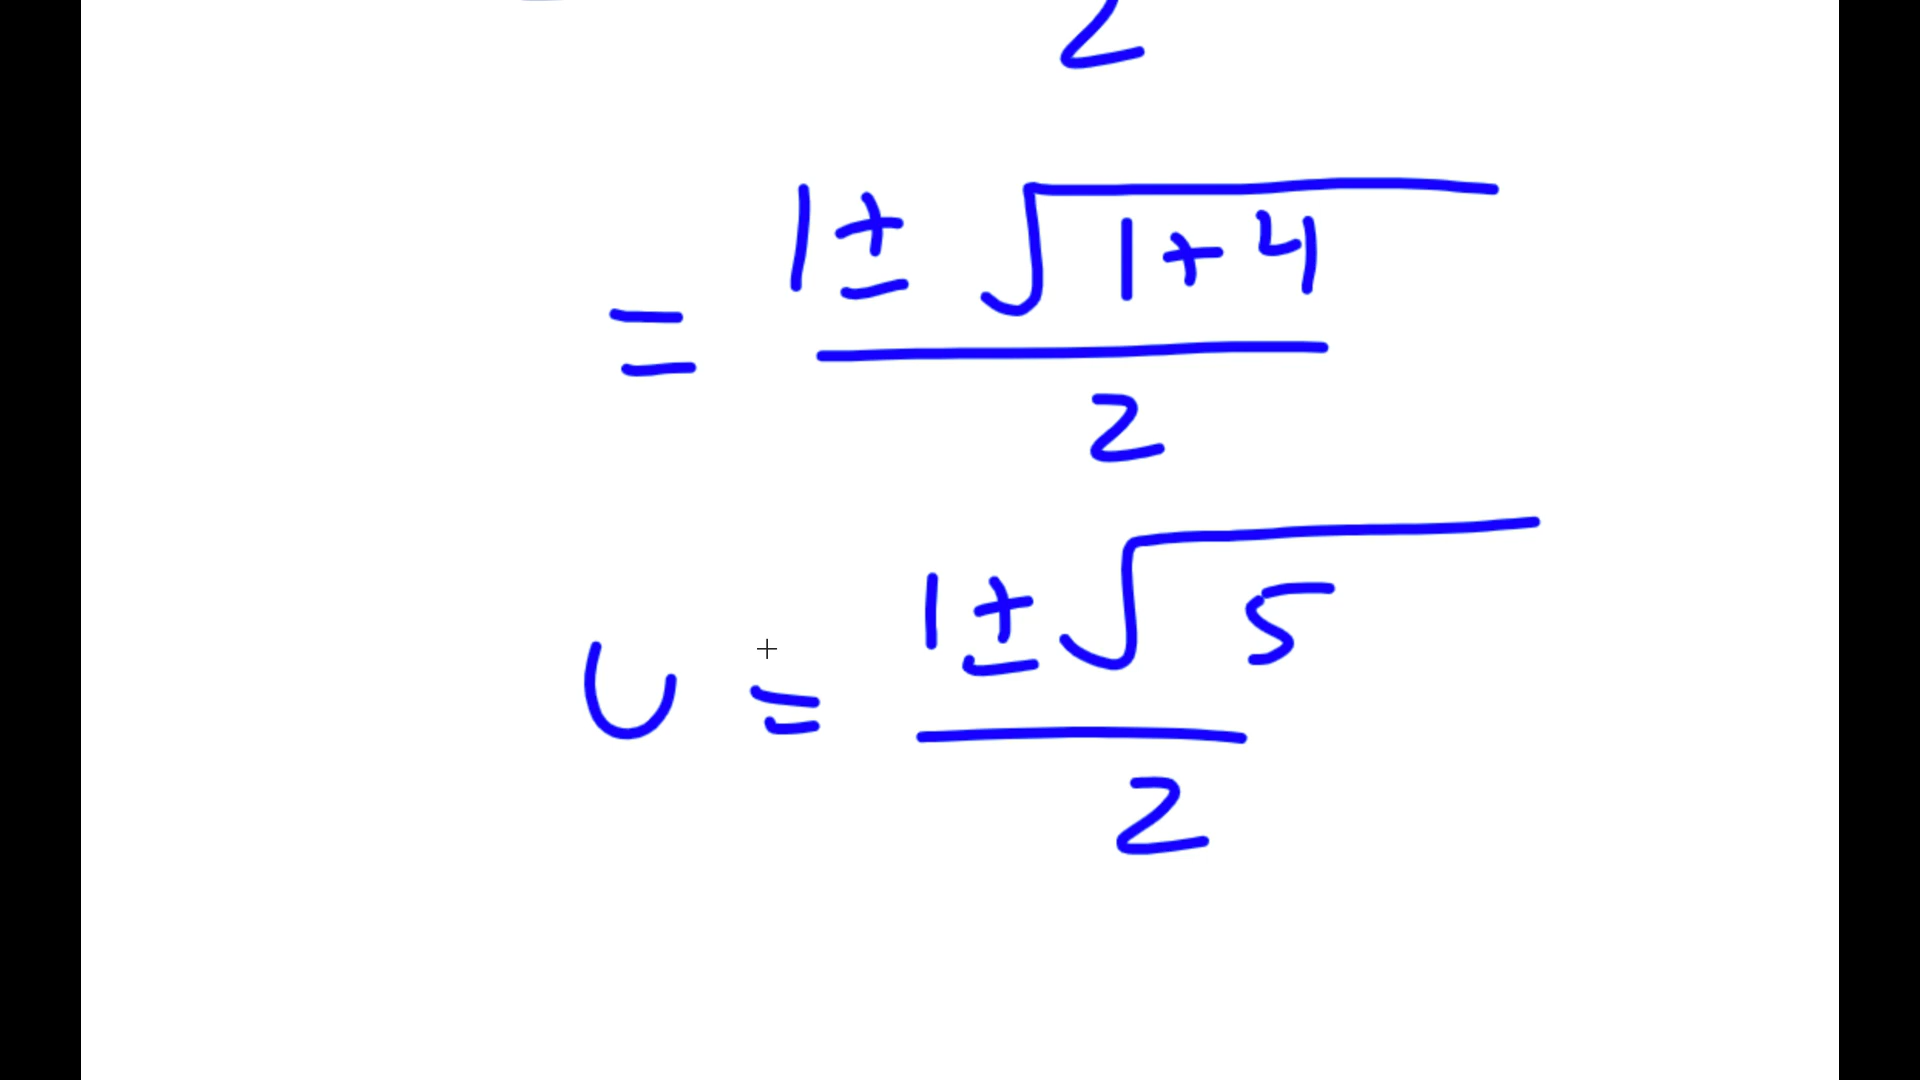 2
= 1 ± √(1+4) / 2
U = 1 ± √5 / 2